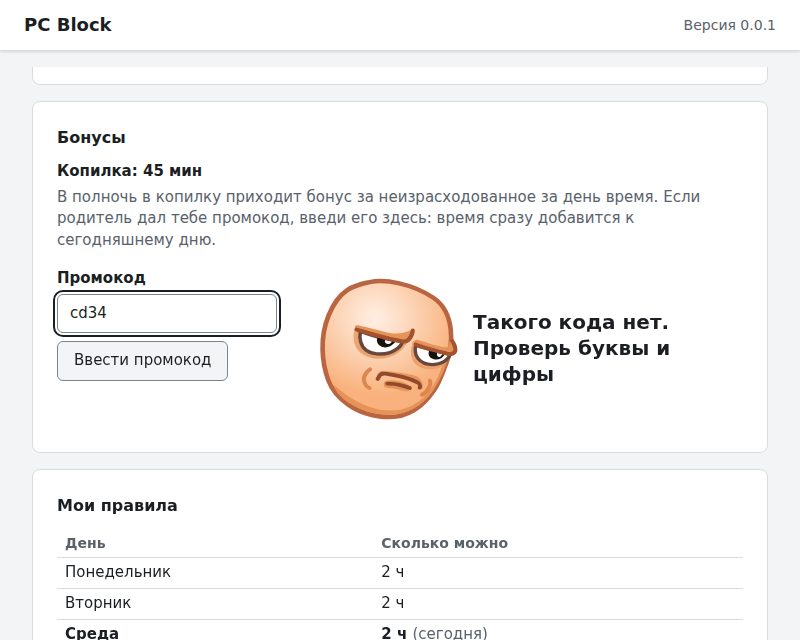 PC Block
Версия 0.0.1
Бонусы
Копилка: 45 мин
В полночь в копилку приходит бонус за неизрасходованное за день время. Если
родитель дал тебе промокод, введи его здесь: время сразу добавится к
сегодняшнему дню.
Промокод
cd34
Ввести промокод
Такого кода нет.
Проверь буквы и
цифры
Мои правила
День Сколько можно
Понедельник 2 ч
Вторник 2 ч
Среда 2 ч (сегодня)